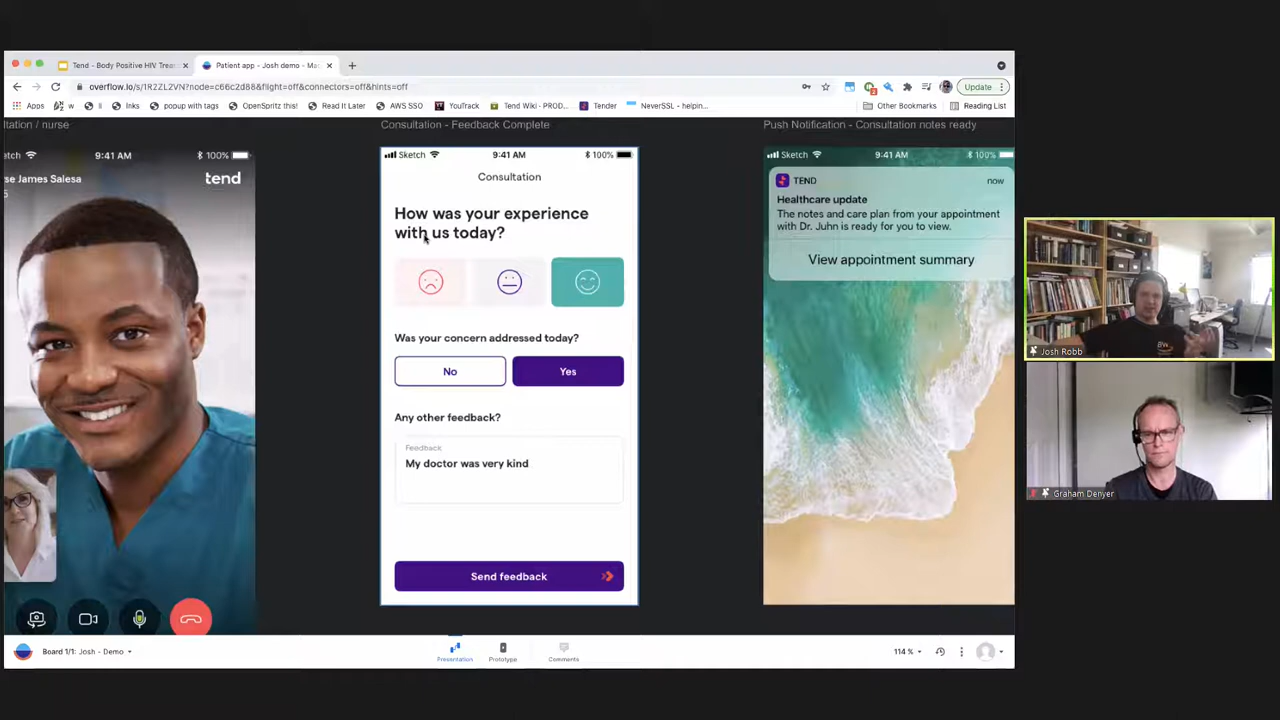 Tend - Body Positive HIV Treat
Patient app - Josh demo - Ma
overflow.io/s/1R2ZL2VN?node=c66c2d88&flight=off&connectors=off&hints=off
Update
Apps
w
li
Inks
popup with tags
OpenSpritz this!
Read It Later
AWS SSO
YouTrack
Tend Wiki - PROD...
Tender
NeverSSL - helpin...
Other Bookmarks
Reading List
tation / nurse
Consultation - Feedback Complete
Push Notification - Consultation notes ready
etch
9:41 AM
100%
se James Salesa
5
tend
Sketch
9:41 AM
100%
Consultation
How was your experience
with us today?
Was your concern addressed today?
No
Yes
Any other feedback?
Feedback
My doctor was very kind
Send feedback
Sketch
9:41 AM
100%
TEND
now
Healthcare update
The notes and care plan from your appointment
with Dr. Juhn is ready for you to view.
View appointment summary
Josh Robb
Graham Denyer
Board 1/1: Josh - Demo
Presentation
Prototype
Comments
114 %